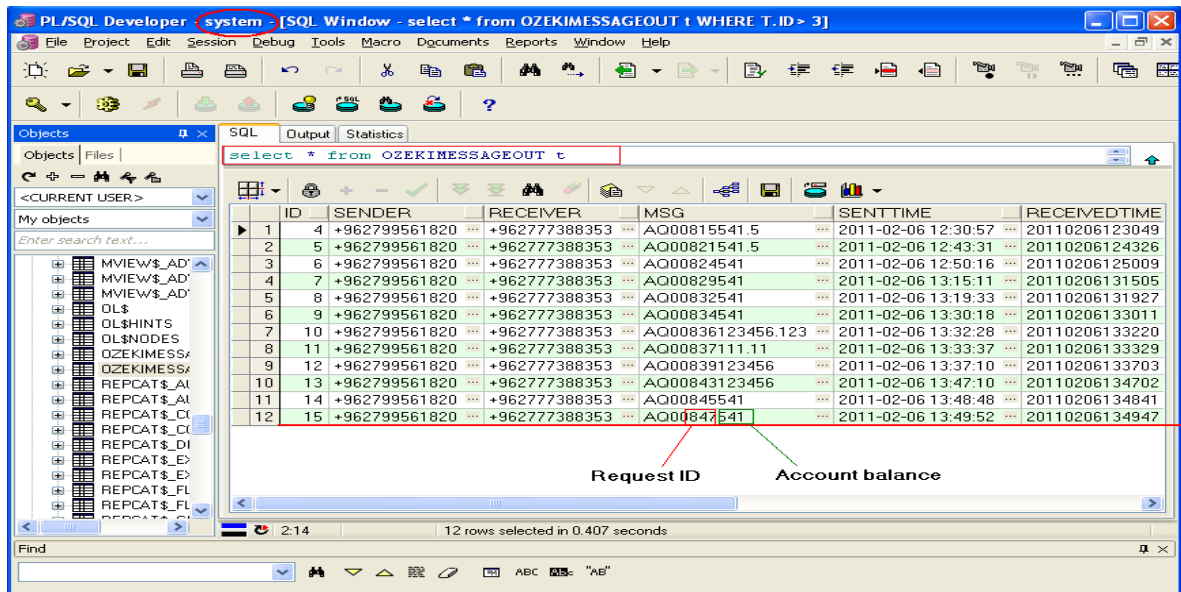 PL/SQL Developer - system - [SQL Window - select * from OZEKIMESSAGEOUT t WHERE T.ID > 3]
File Project Edit Session Debug Tools Macro Documents Reports Window Help
Objects
SQL Output Statistics
Objects Files
select * from OZEKIMESSAGEOUT t
<CURRENT USER>
My objects
Enter search text...
ID SENDER RECEIVER MSG SENTTIME RECEIVEDTIME
1 4 +962799561820 ... +962777388353 ... AQ00815541.5 ... 2011-02-06 12:30:57 ... 20110206123049
2 5 +962799561820 ... +962777388353 ... AQ00821541.5 ... 2011-02-06 12:43:31 ... 20110206124326
3 6 +962799561820 ... +962777388353 ... AQ00824541 ... 2011-02-06 12:50:16 ... 20110206125009
4 7 +962799561820 ... +962777388353 ... AQ00829541 ... 2011-02-06 13:15:11 ... 20110206131505
5 8 +962799561820 ... +962777388353 ... AQ00832541 ... 2011-02-06 13:19:33 ... 20110206131927
6 9 +962799561820 ... +962777388353 ... AQ00834541 ... 2011-02-06 13:30:18 ... 20110206133011
7 10 +962799561820 ... +962777388353 ... AQ00836123456.123 ... 2011-02-06 13:32:28 ... 20110206133220
8 11 +962799561820 ... +962777388353 ... AQ00837111.11 ... 2011-02-06 13:33:37 ... 20110206133329
9 12 +962799561820 ... +962777388353 ... AQ00839123456 ... 2011-02-06 13:37:10 ... 20110206133703
10 13 +962799561820 ... +962777388353 ... AQ00843123456 ... 2011-02-06 13:47:10 ... 20110206134702
11 14 +962799561820 ... +962777388353 ... AQ00845541 ... 2011-02-06 13:48:48 ... 20110206134841
12 15 +962799561820 ... +962777388353 ... AQ00847541 ... 2011-02-06 13:49:52 ... 20110206134947
MVIEW$_AD
MVIEW$_AD
MVIEW$_AD
OL$
OL$HINTS
OL$NODES
OZEKIMESSA
OZEKIMESSA
REPCAT$_AU
REPCAT$_AU
REPCAT$_CO
REPCAT$_CO
REPCAT$_DI
REPCAT$_EX
REPCAT$_EX
REPCAT$_FL
REPCAT$_FL
Request ID Account balance
2:14 12 rows selected in 0.407 seconds
Find
ABC "AB"